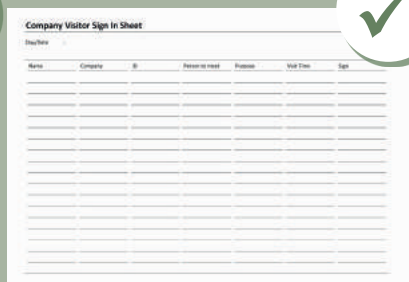 Company Visitor Sign In Sheet
Day/Date :
Name Company ID Person to meet Purpose Visit Time Sign